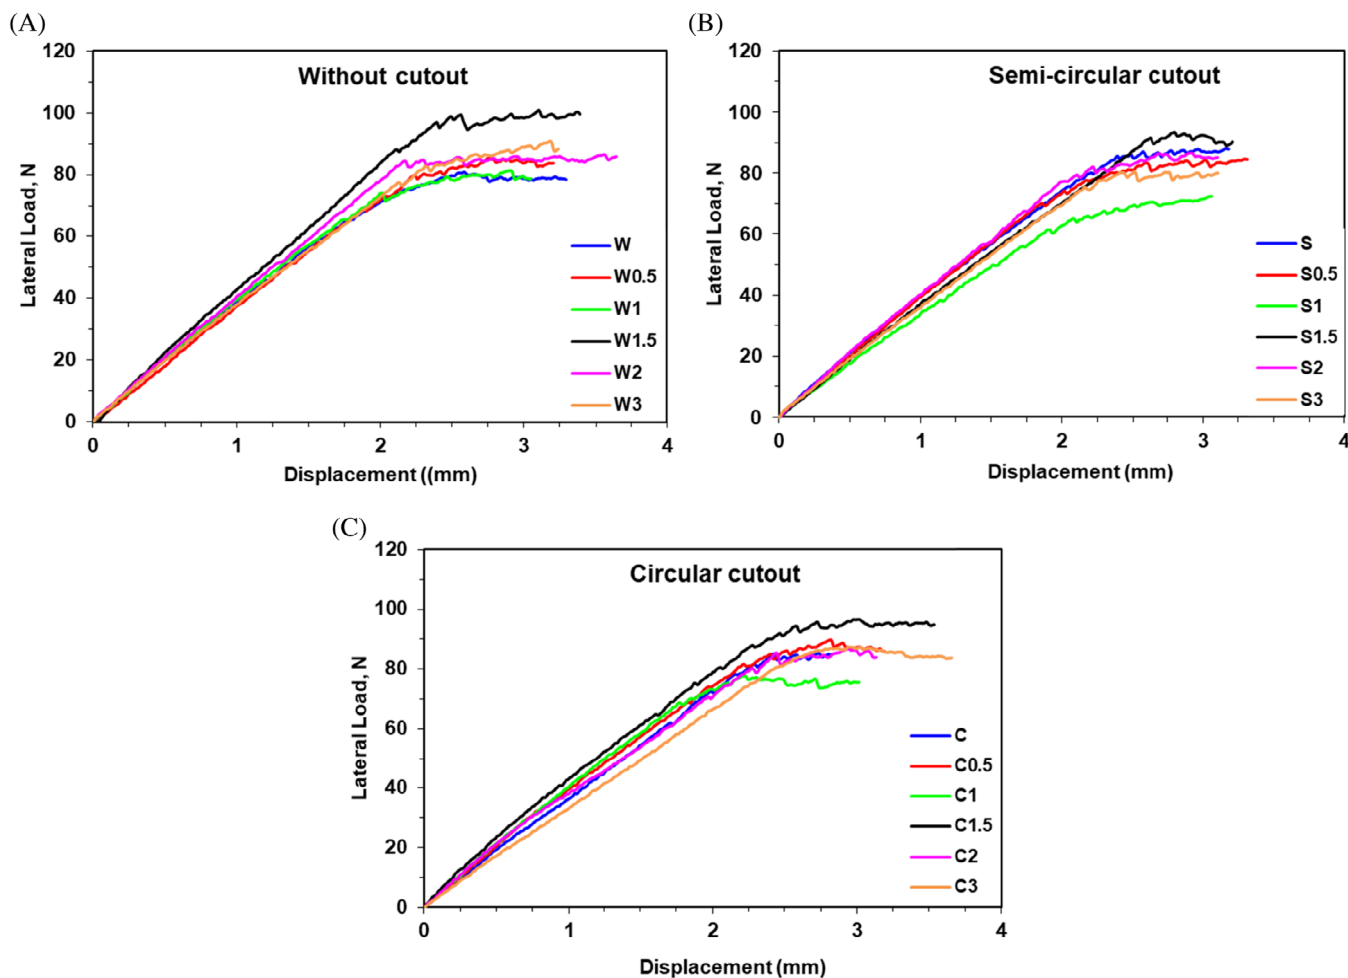 (A)
120
100
80
60
40
20
0
Lateral Load, N
Without cutout
W
W0.5
W1
W1.5
W2
W3
0 1 2 3 4
Displacement ((mm)
(B)
120
100
80
60
40
20
0
Lateral Load, N
Semi-circular cutout
S
S0.5
S1
S1.5
S2
S3
0 1 2 3 4
Displacement (mm)
(C)
120
100
80
60
40
20
0
Lateral Load, N
Circular cutout
C
C0.5
C1
C1.5
C2
C3
0 1 2 3 4
Displacement (mm)